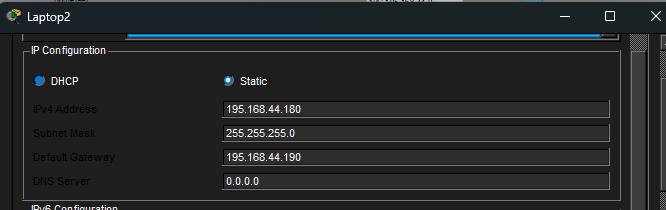 Laptop2
IP Configuration
DHCP Static
IPv4 Address 195.168.44.180
Subnet Mask 255.255.255.0
Default Gateway 195.168.44.190
DNS Server 0.0.0.0
IPv6 Configuration